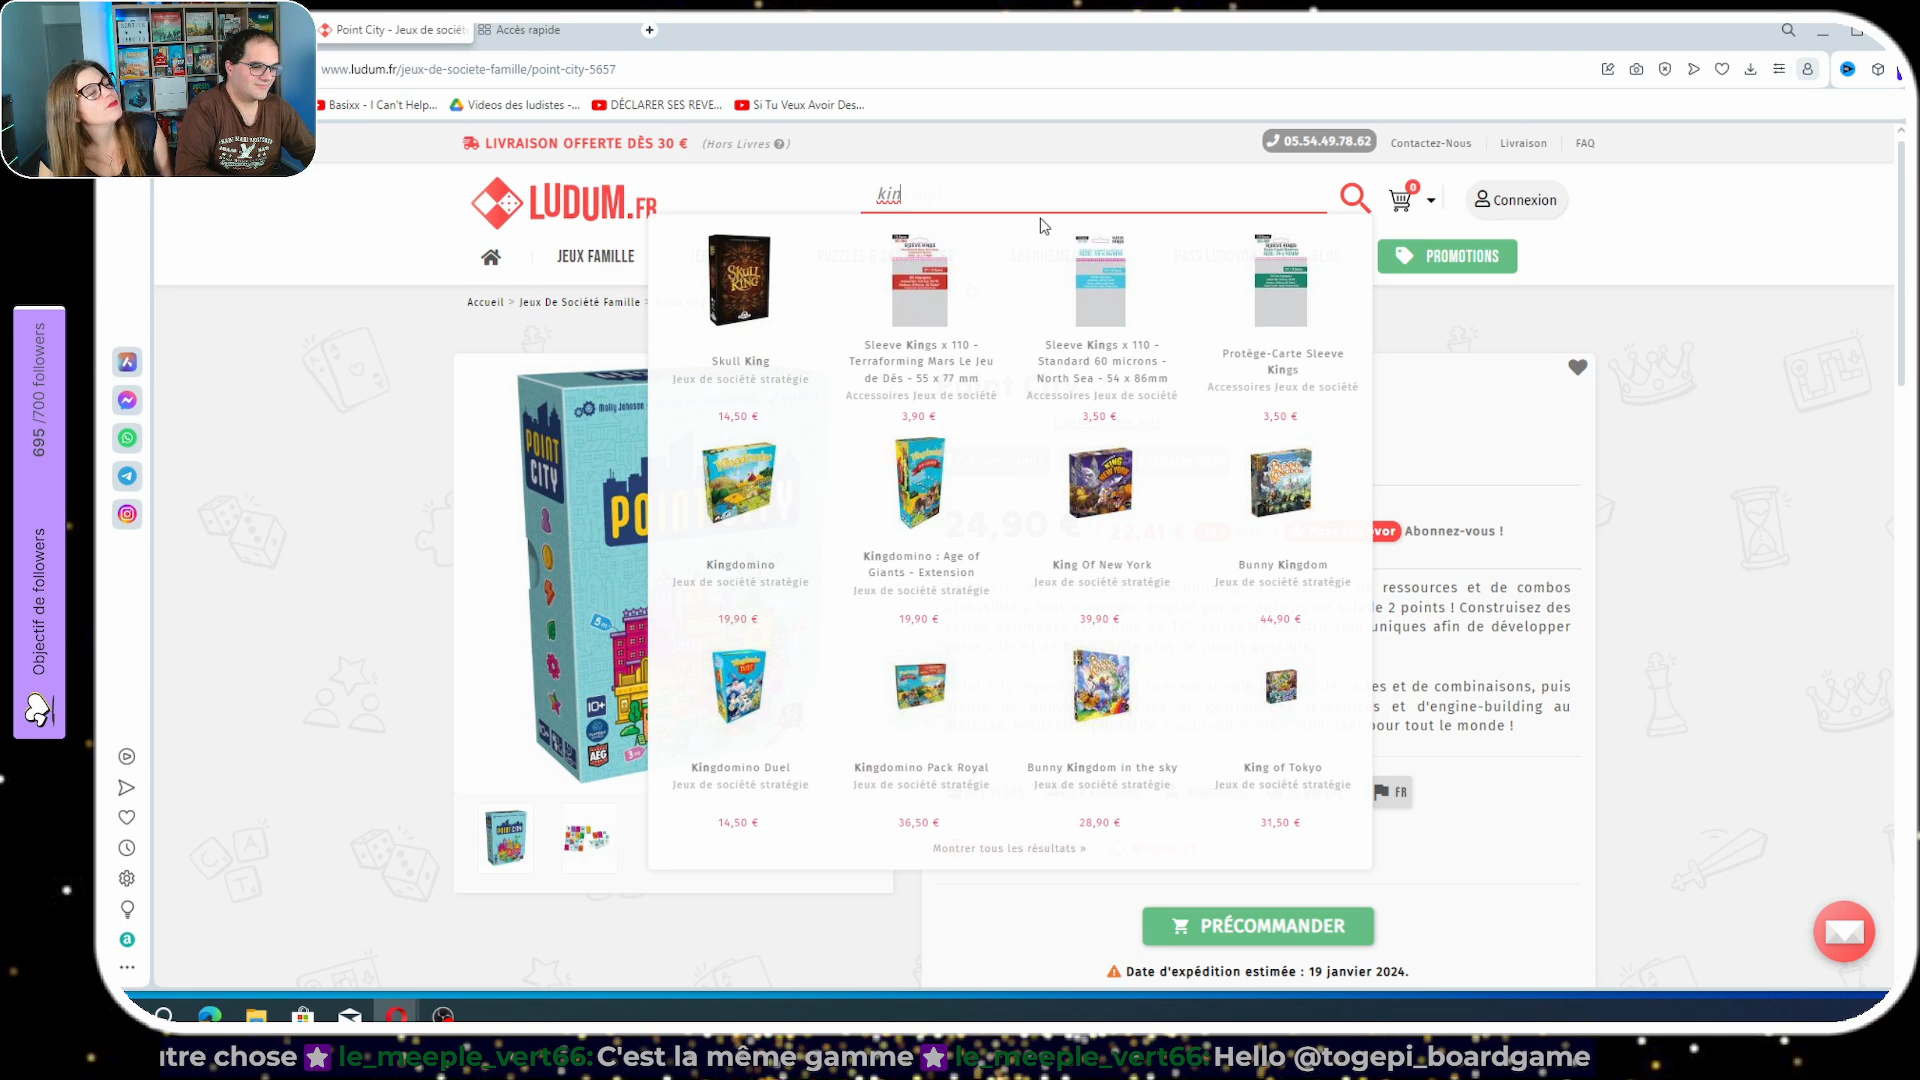 Point City - Jeux de sociét
Accès rapide
www.ludum.fr/jeux-de-societe-famille/point-city-5657
Basixx - I Can't Help...
Videos des ludistes -...
DÉCLARER SES REVE...
Si Tu Veux Avoir Des...
LIVRAISON OFFERTE DÈS 30 € (Hors Livres)
05.54.49.78.62
Contactez-Nous
Livraison
FAQ
LUDUM.FR
kin
0
Connexion
JEUX FAMILLE
PROMOTIONS
Accueil > Jeux De Société Famille >
Skull King
Jeux de société stratégie
14,50 €
Sleeve Kings x 110 -
Terraforming Mars Le Jeu
de Dés - 55 x 77 mm
Accessoires Jeux de société
3,90 €
Sleeve Kings x 110 -
Standard 60 microns -
North Sea - 54 x 86mm
Accessoires Jeux de société
3,50 €
Protège-Carte Sleeve
Kings
Accessoires Jeux de société
3,50 €
Kingdomino
Jeux de société stratégie
19,90 €
Kingdomino : Age of
Giants - Extension
Jeux de société stratégie
19,90 €
King Of New York
Jeux de société stratégie
39,90 €
Bunny Kingdom
Jeux de société stratégie
44,90 €
Kingdomino Duel
Jeux de société stratégie
14,50 €
Kingdomino Pack Royal
Jeux de société stratégie
36,50 €
Bunny Kingdom in the sky
Jeux de société stratégie
28,90 €
King of Tokyo
Jeux de société stratégie
31,50 €
Montrer tous les résultats »
Molly Johnson
POINT
CITY
10+
AEG
24,90 €
22,41 €
Abonnez-vous !
ressources et de combos
de 2 points ! Construisez des
uniques afin de développer
es et de combinaisons, puis
s et d'engine-building au
pour tout le monde !
FR
PRÉCOMMANDER
Date d'expédition estimée : 19 janvier 2024.
Objectif de followers
695 /700 followers
utre chose le_meeple_vert66: C'est la même gamme le_meeple_vert66: Hello @togepi_boardgame